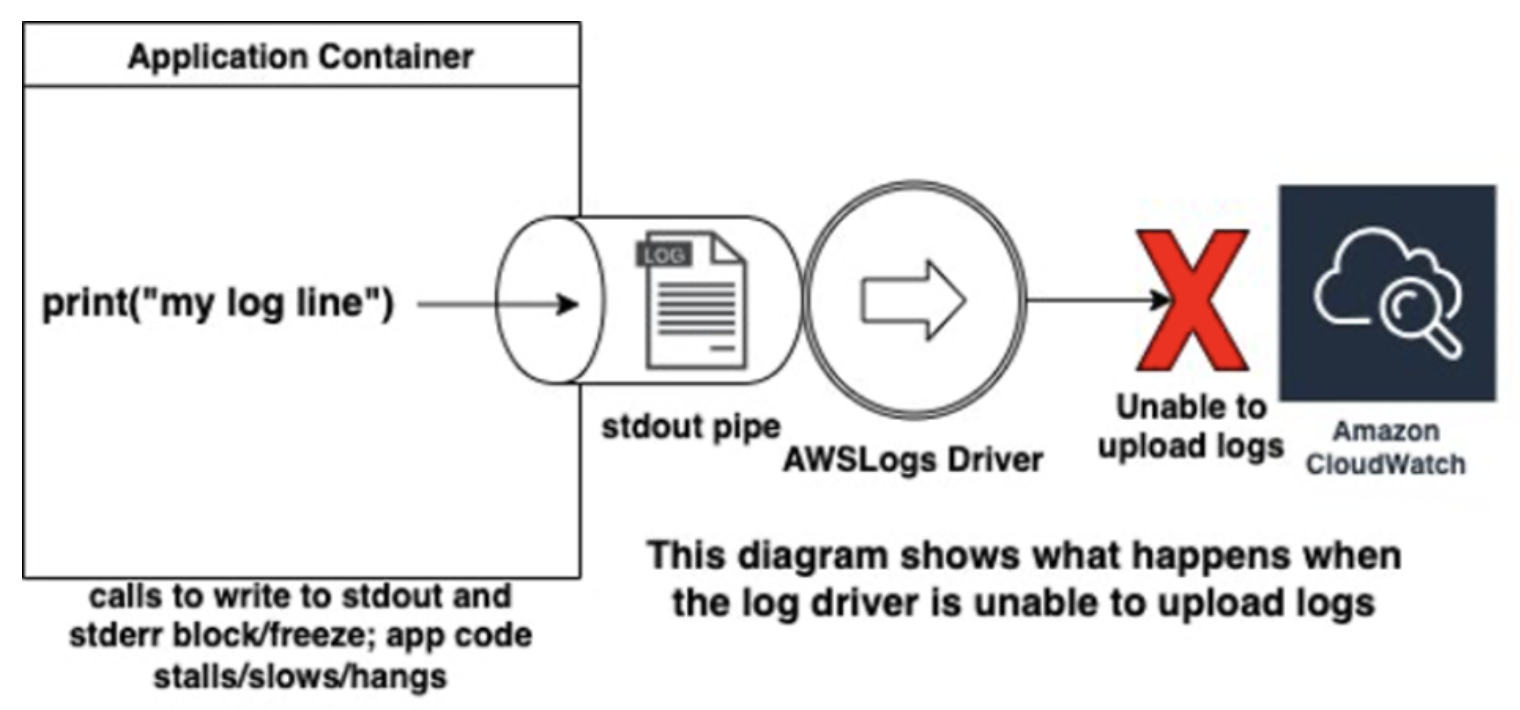 Application Container
print("my log line")
LOG
stdout pipe
AWSLogs Driver
Unable to
upload logs
Amazon
CloudWatch
calls to write to stdout and
stderr block/freeze; app code
stalls/slows/hangs
This diagram shows what happens when
the log driver is unable to upload logs